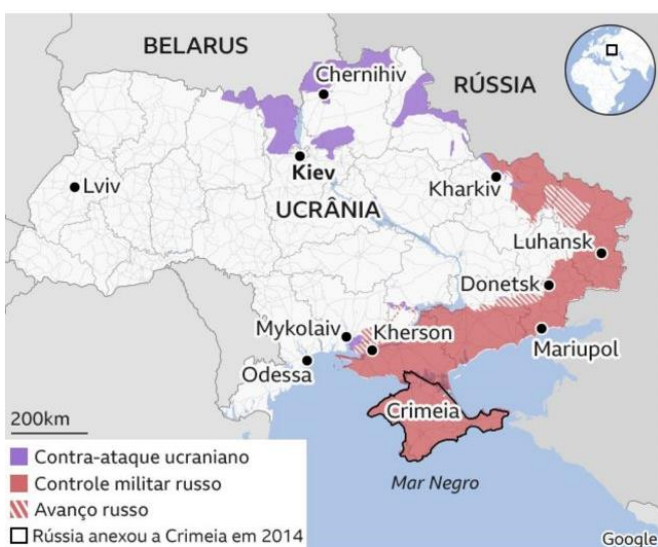 BELARUS
Chernihiv
RÚSSIA
Kiev
Lviv
Kharkiv
UCRÂNIA
Luhansk
Donetsk
Mykolaiv
Kherson
Mariupol
Odessa
200km
Crimeia
Contra-ataque ucraniano
Controle militar russo
Mar Negro
Avanço russo
Rússia anexou a Crimeia em 2014
Google